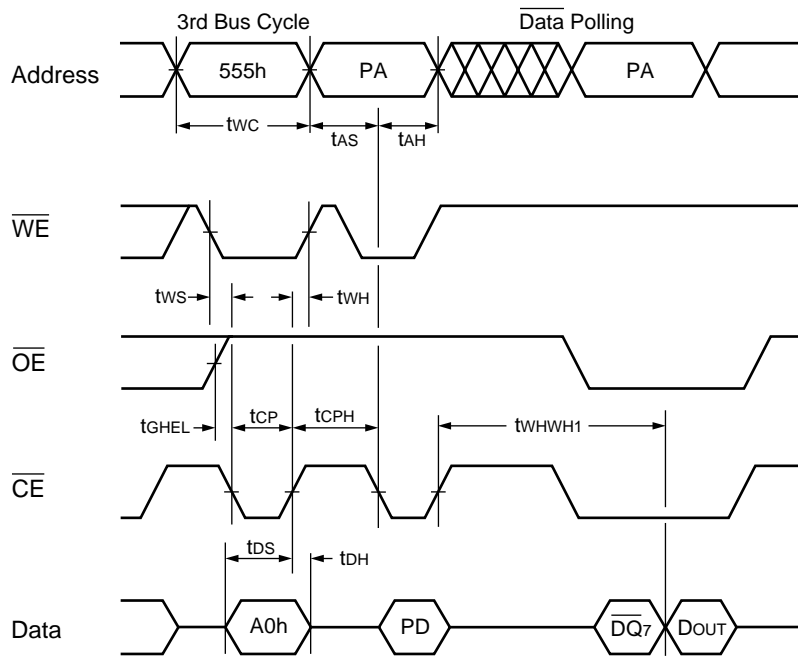 3rd Bus Cycle Data Polling
Address 555h PA PA
tWC tAS tAH
WE
tWS tWH
OE
tGHEL tCP tCPH tWHWH1
CE
tDS tDH
Data A0h PD DQ7 DOUT